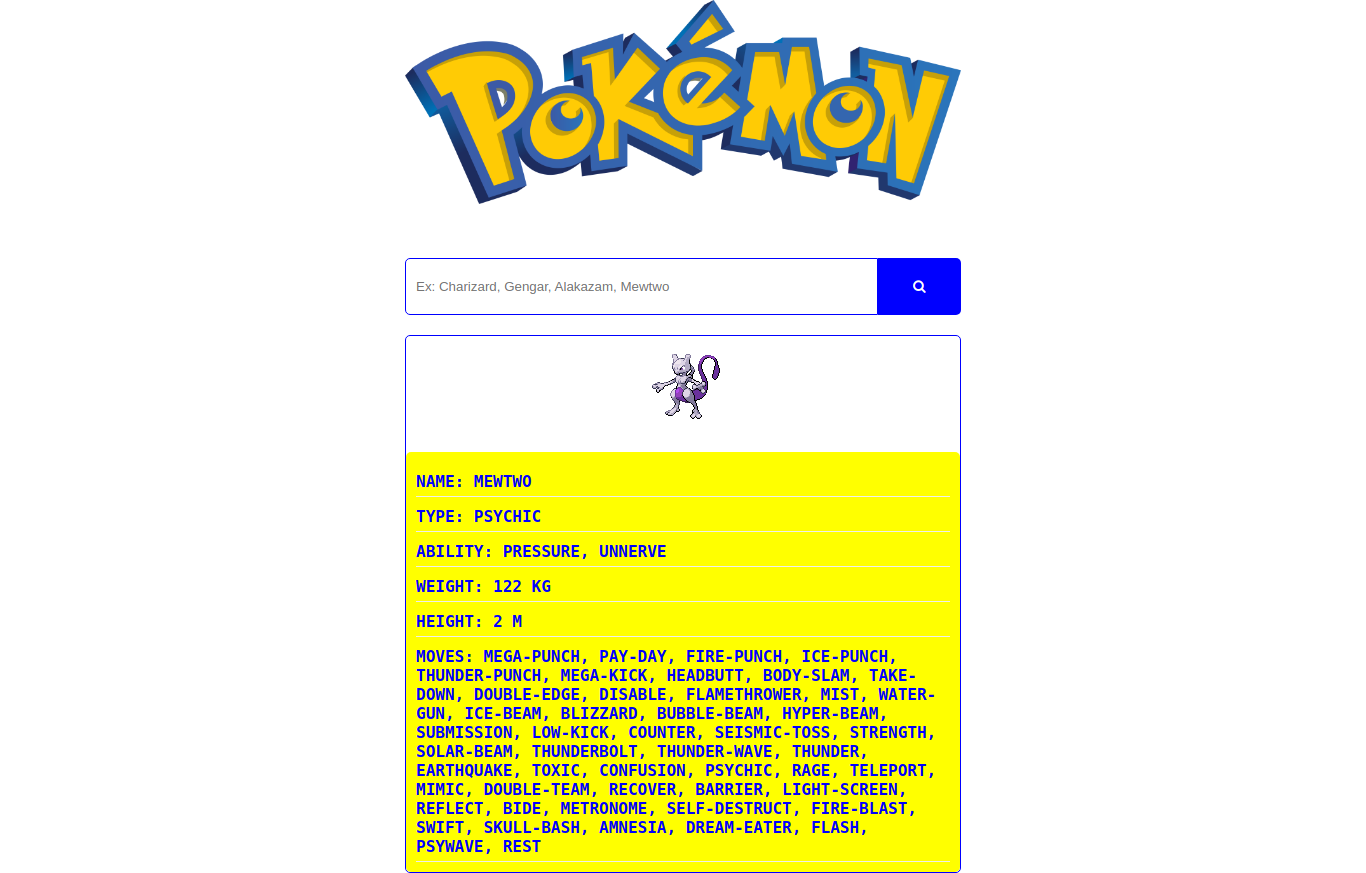 POKéMON
Ex: Charizard, Gengar, Alakazam, Mewtwo
NAME: MEWTWO
TYPE: PSYCHIC
ABILITY: PRESSURE, UNNERVE
WEIGHT: 122 KG
HEIGHT: 2 M
MOVES: MEGA-PUNCH, PAY-DAY, FIRE-PUNCH, ICE-PUNCH,
THUNDER-PUNCH, MEGA-KICK, HEADBUTT, BODY-SLAM, TAKE-
DOWN, DOUBLE-EDGE, DISABLE, FLAMETHROWER, MIST, WATER-
GUN, ICE-BEAM, BLIZZARD, BUBBLE-BEAM, HYPER-BEAM,
SUBMISSION, LOW-KICK, COUNTER, SEISMIC-TOSS, STRENGTH,
SOLAR-BEAM, THUNDERBOLT, THUNDER-WAVE, THUNDER,
EARTHQUAKE, TOXIC, CONFUSION, PSYCHIC, RAGE, TELEPORT,
MIMIC, DOUBLE-TEAM, RECOVER, BARRIER, LIGHT-SCREEN,
REFLECT, BIDE, METRONOME, SELF-DESTRUCT, FIRE-BLAST,
SWIFT, SKULL-BASH, AMNESIA, DREAM-EATER, FLASH,
PSYWAVE, REST